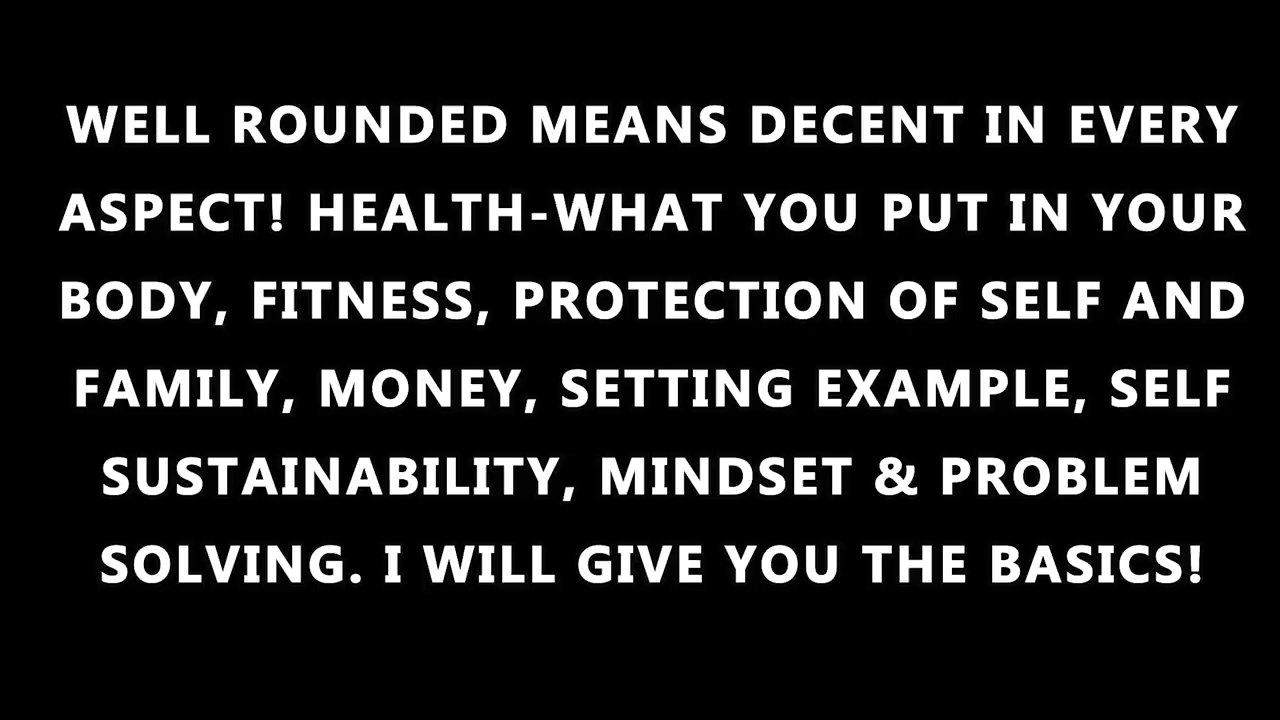 WELL ROUNDED MEANS DECENT IN EVERY
ASPECT! HEALTH-WHAT YOU PUT IN YOUR
BODY, FITNESS, PROTECTION OF SELF AND
FAMILY, MONEY, SETTING EXAMPLE, SELF
SUSTAINABILITY, MINDSET & PROBLEM
SOLVING. I WILL GIVE YOU THE BASICS!